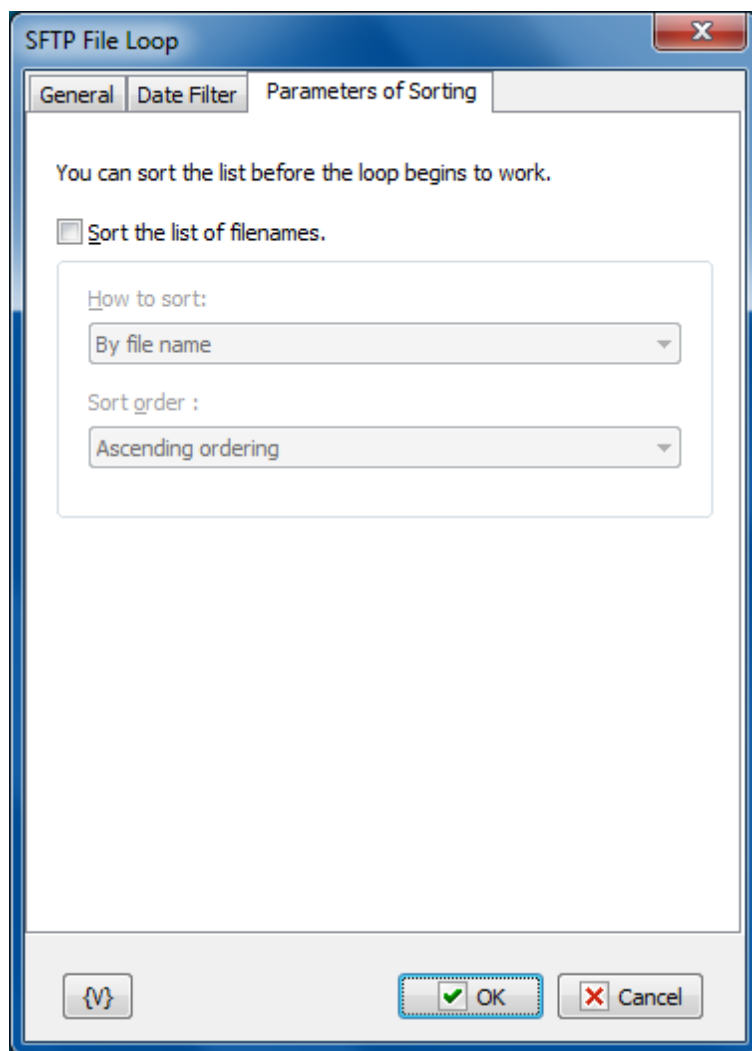 SFTP File Loop
General Date Filter Parameters of Sorting
You can sort the list before the loop begins to work.
Sort the list of filenames.
How to sort:
By file name
Sort order :
Ascending ordering
{V} OK Cancel